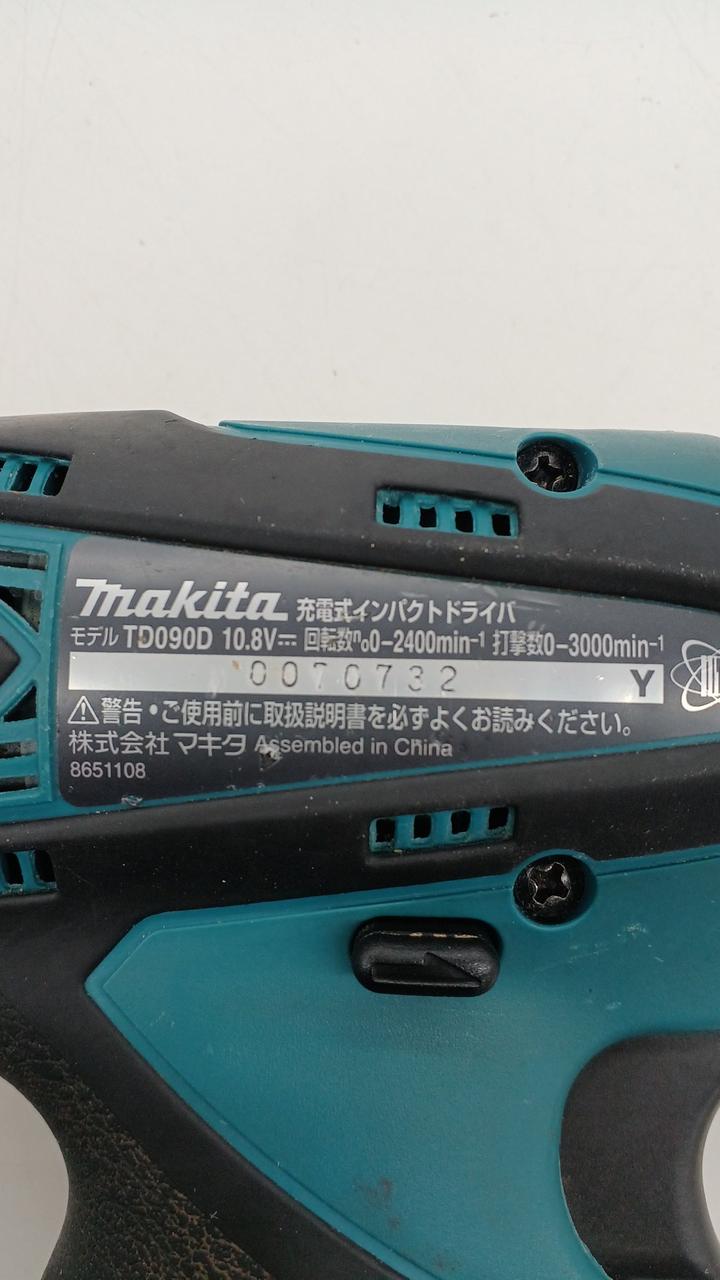 makita 充電式インパクトドライバ
モデル TD090D 10.8V⎓ 回転数n₀0-2400min⁻¹ 打撃数0-3000min⁻¹
0070732 Y
⚠警告・ご使用前に取扱説明書を必ずよくお読みください。
株式会社 マキタ Assembled in China
8651108